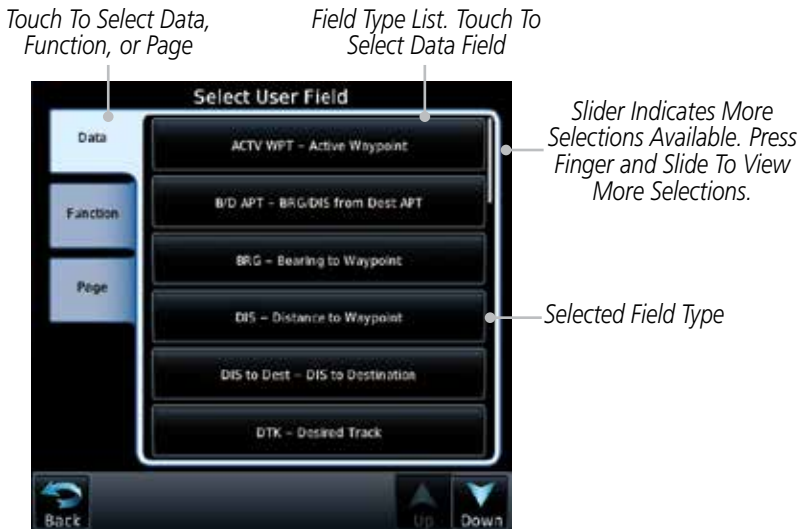 Touch To Select Data,
Function, or Page
Field Type List. Touch To
Select Data Field
Select User Field
Data
Function
Page
ACTV WPT – Active Waypoint
B/D APT – BRG/DIS from Dest APT
BRG – Bearing to Waypoint
DIS – Distance to Waypoint
DIS to Dest – DIS to Destination
DTK – Desired Track
Slider Indicates More
Selections Available. Press
Finger and Slide To View
More Selections.
Selected Field Type
Back
Up
Down